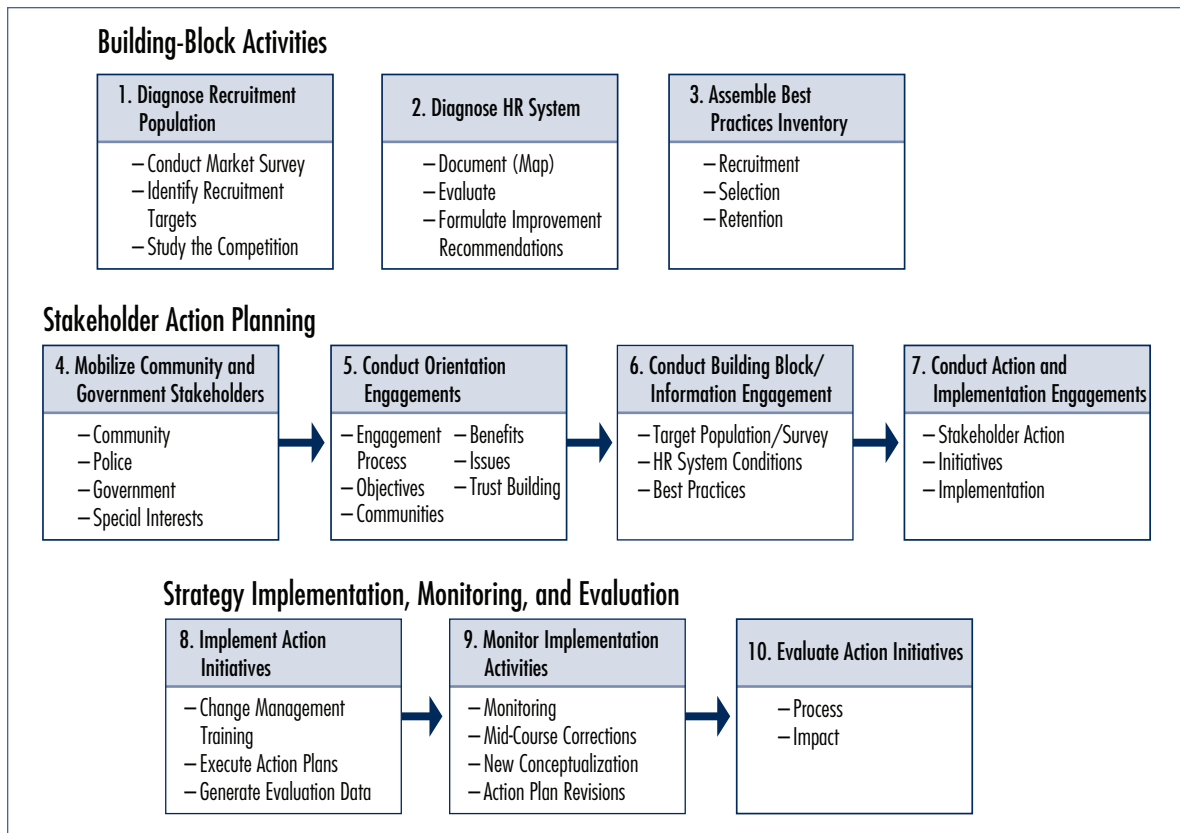 Building-Block Activities
1. Diagnose Recruitment
Population
– Conduct Market Survey
– Identify Recruitment
Targets
– Study the Competition
2. Diagnose HR System
– Document (Map)
– Evaluate
– Formulate Improvement
Recommendations
3. Assemble Best
Practices Inventory
– Recruitment
– Selection
– Retention
Stakeholder Action Planning
4. Mobilize Community and
Government Stakeholders
– Community
– Police
– Government
– Special Interests
5. Conduct Orientation
Engagements
– Engagement
Process
– Objectives
– Communities
– Benefits
– Issues
– Trust Building
6. Conduct Building Block/
Information Engagement
– Target Population/Survey
– HR System Conditions
– Best Practices
7. Conduct Action and
Implementation Engagements
– Stakeholder Action
– Initiatives
– Implementation
Strategy Implementation, Monitoring, and Evaluation
8. Implement Action
Initiatives
– Change Management
Training
– Execute Action Plans
– Generate Evaluation Data
9. Monitor Implementation
Activities
– Monitoring
– Mid-Course Corrections
– New Conceptualization
– Action Plan Revisions
10. Evaluate Action Initiatives
– Process
– Impact